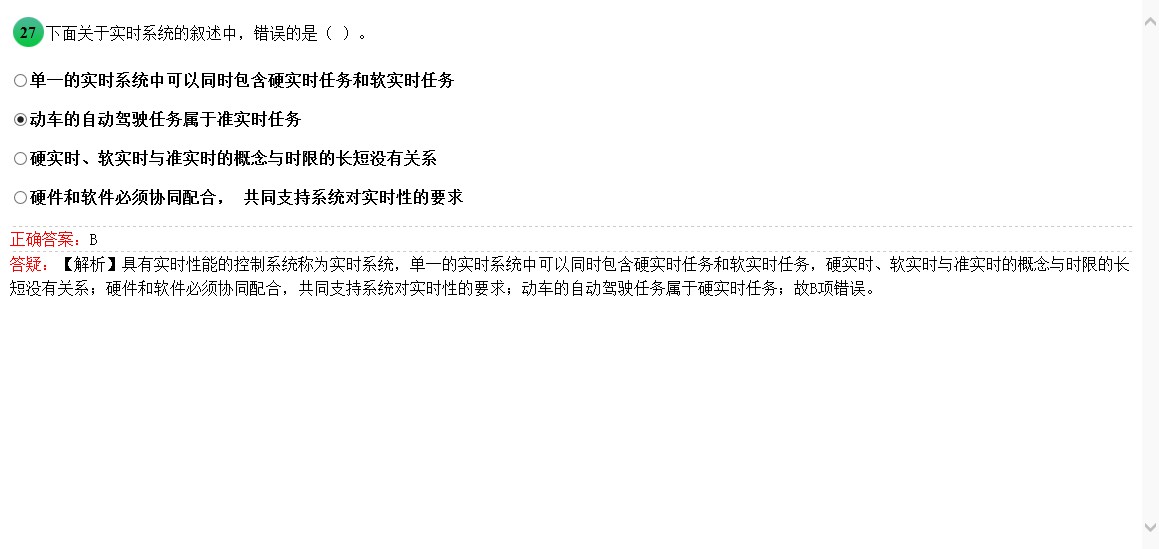 27 下面关于实时系统的叙述中，错误的是（ ）。
单一的实时系统中可以同时包含硬实时任务和软实时任务
动车的自动驾驶任务属于准实时任务
硬实时、软实时与准实时的概念与时限的长短没有关系
硬件和软件必须协同配合， 共同支持系统对实时性的要求
正确答案：B
答疑：【解析】具有实时性能的控制系统称为实时系统，单一的实时系统中可以同时包含硬实时任务和软实时任务，硬实时、软实时与准实时的概念与时限的长
短没有关系；硬件和软件必须协同配合，共同支持系统对实时性的要求；动车的自动驾驶任务属于硬实时任务；故B项错误。